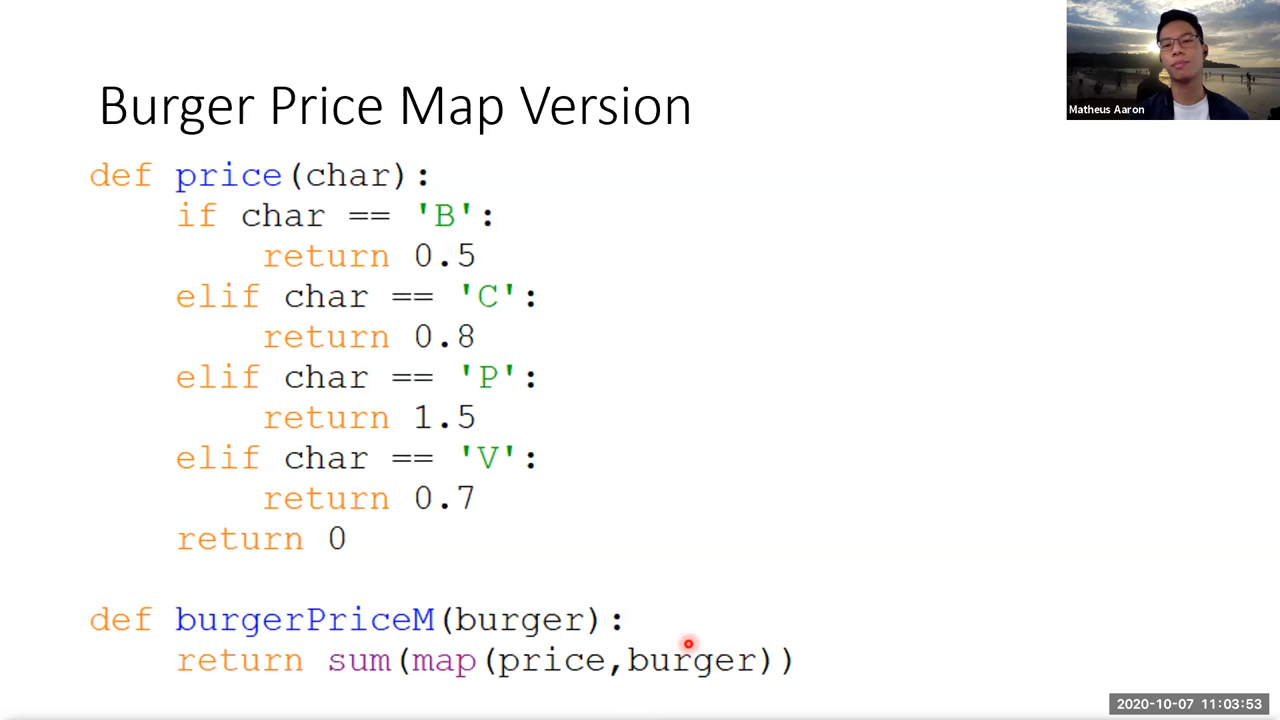 Burger Price Map Version
Matheus Aaron
def price(char):
    if char == 'B':
        return 0.5
    elif char == 'C':
        return 0.8
    elif char == 'P':
        return 1.5
    elif char == 'V':
        return 0.7
    return 0
def burgerPriceM(burger):
    return sum(map(price,burger))
2020-10-07 11:03:53